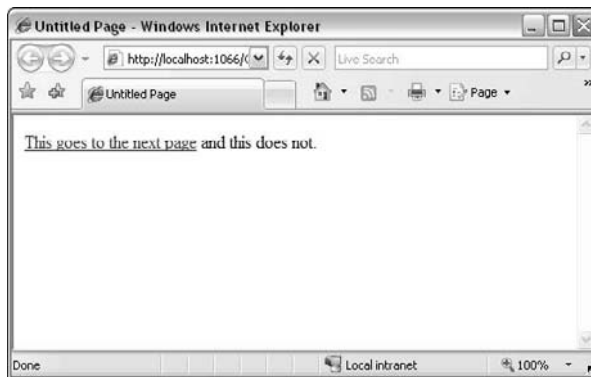 Untitled Page - Windows Internet Explorer
http://localhost:1066/
Live Search
Untitled Page
Page
This goes to the next page and this does not.
Done
Local intranet
100%